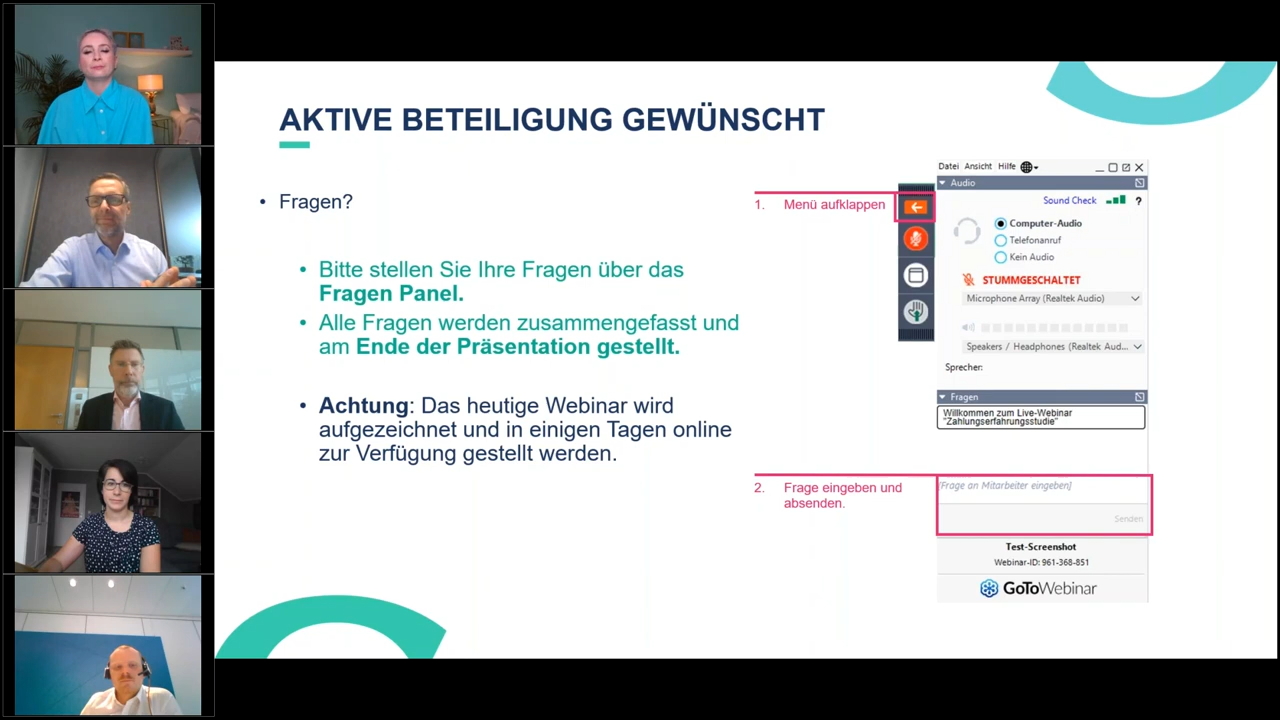 AKTIVE BETEILIGUNG GEWÜNSCHT
• Fragen?
• Bitte stellen Sie Ihre Fragen über das
Fragen Panel.
• Alle Fragen werden zusammengefasst und
am Ende der Präsentation gestellt.
• Achtung: Das heutige Webinar wird
aufgezeichnet und in einigen Tagen online
zur Verfügung gestellt werden.
1. Menü aufklappen
Datei Ansicht Hilfe
Audio
Sound Check ?
Computer-Audio
Telefonanruf
Kein Audio
STUMMGESCHALTET
Microphone Array (Realtek Audio)
Speakers / Headphones (Realtek Aud...
Sprecher:
Fragen
Willkommen zum Live-Webinar
"Zahlungserfahrungsstudie"
2. Frage eingeben und
absenden.
[Frage an Mitarbeiter eingeben]
Senden
Test-Screenshot
Webinar-ID: 961-368-851
GoToWebinar